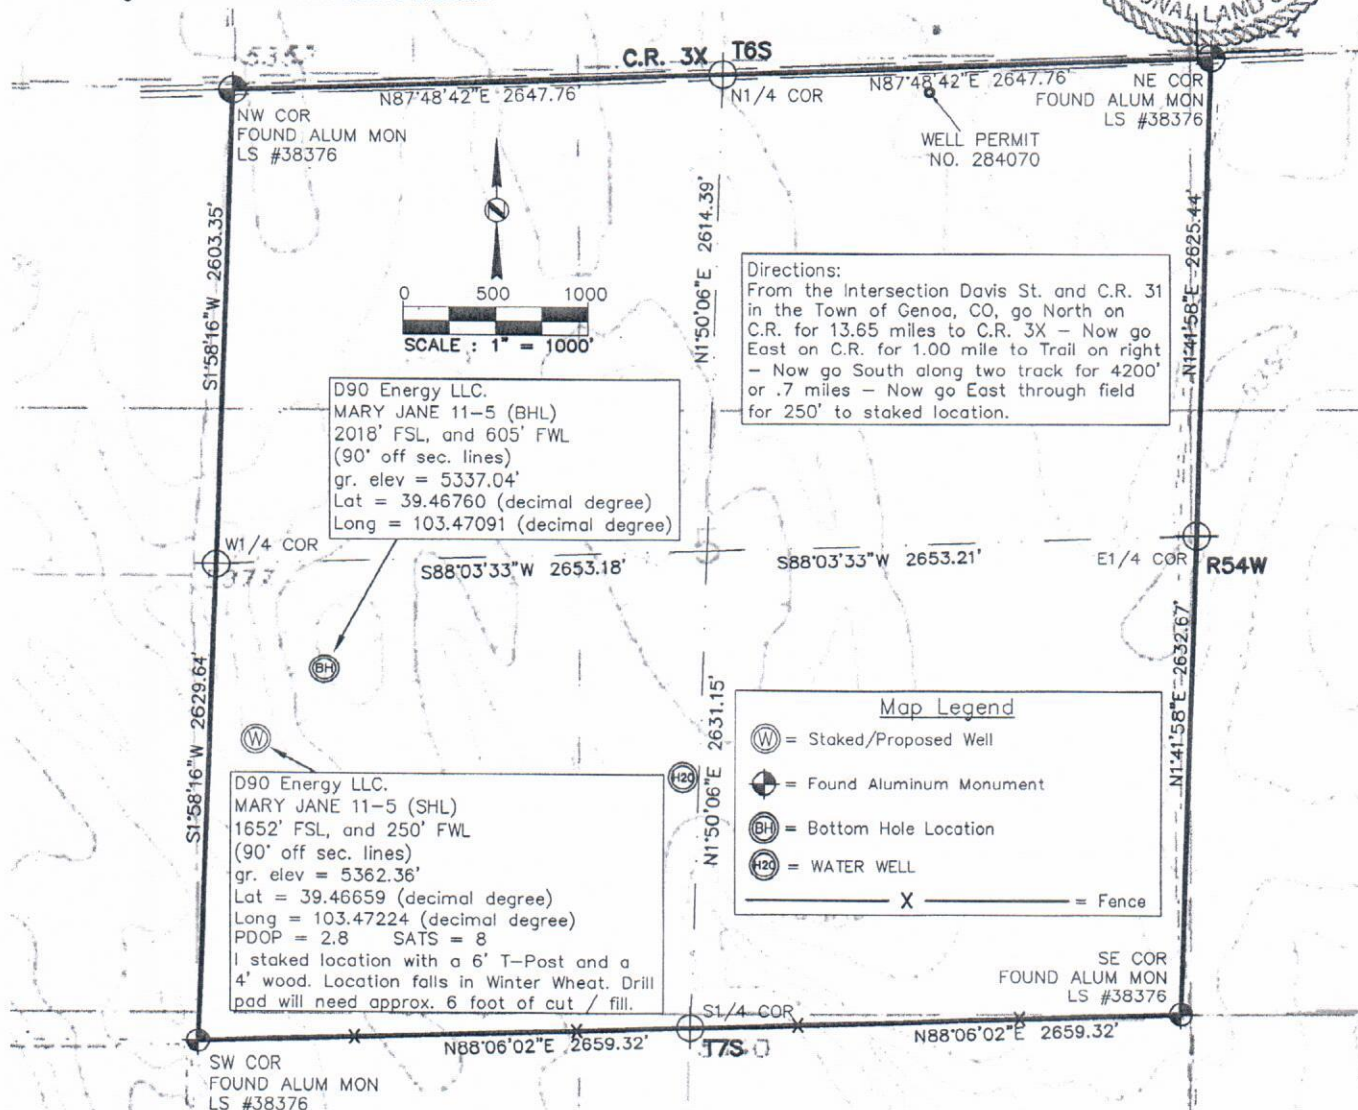 ONAL LAND
5357
C.R. 3X
T6S
N87°48'42"E 2647.76'
N1/4 COR
N87°48'42"E 2647.76'
NE COR
FOUND ALUM MON
LS #38376
NW COR
FOUND ALUM MON
LS #38376
WELL PERMIT
NO. 284070
S1°58'16"W 2603.35'
N1°50'06"E 2614.39'
N1°41'58"E 2625.44'
0 500 1000
SCALE : 1" = 1000'
Directions:
From the Intersection Davis St. and C.R. 31
in the Town of Genoa, CO, go North on
C.R. for 13.65 miles to C.R. 3X – Now go
East on C.R. for 1.00 mile to Trail on right
– Now go South along two track for 4200'
or .7 miles – Now go East through field
for 250' to staked location.
D90 Energy LLC.
MARY JANE 11-5 (BHL)
2018' FSL, and 605' FWL
(90° off sec. lines)
gr. elev = 5337.04'
Lat = 39.46760 (decimal degree)
Long = 103.47091 (decimal degree)
W1/4 COR
S88°03'33"W 2653.18'
S88°03'33"W 2653.21'
E1/4 COR
R54W
BH
S1°58'16"W 2629.64'
N1°50'06"E 2631.15'
N1°41'58"E 2632.67'
W
H2O
D90 Energy LLC.
MARY JANE 11-5 (SHL)
1652' FSL, and 250' FWL
(90° off sec. lines)
gr. elev = 5362.36'
Lat = 39.46659 (decimal degree)
Long = 103.47224 (decimal degree)
PDOP = 2.8 SATS = 8
I staked location with a 6' T-Post and a
4' wood. Location falls in Winter Wheat. Drill
pad will need approx. 6 foot of cut / fill.
Map Legend
W = Staked/Proposed Well
= Found Aluminum Monument
BH = Bottom Hole Location
H2O = WATER WELL
X = Fence
SE COR
FOUND ALUM MON
LS #38376
S1/4 COR
N88°06'02"E 2659.32'
T7S
N88°06'02"E 2659.32'
SW COR
FOUND ALUM MON
LS #38376